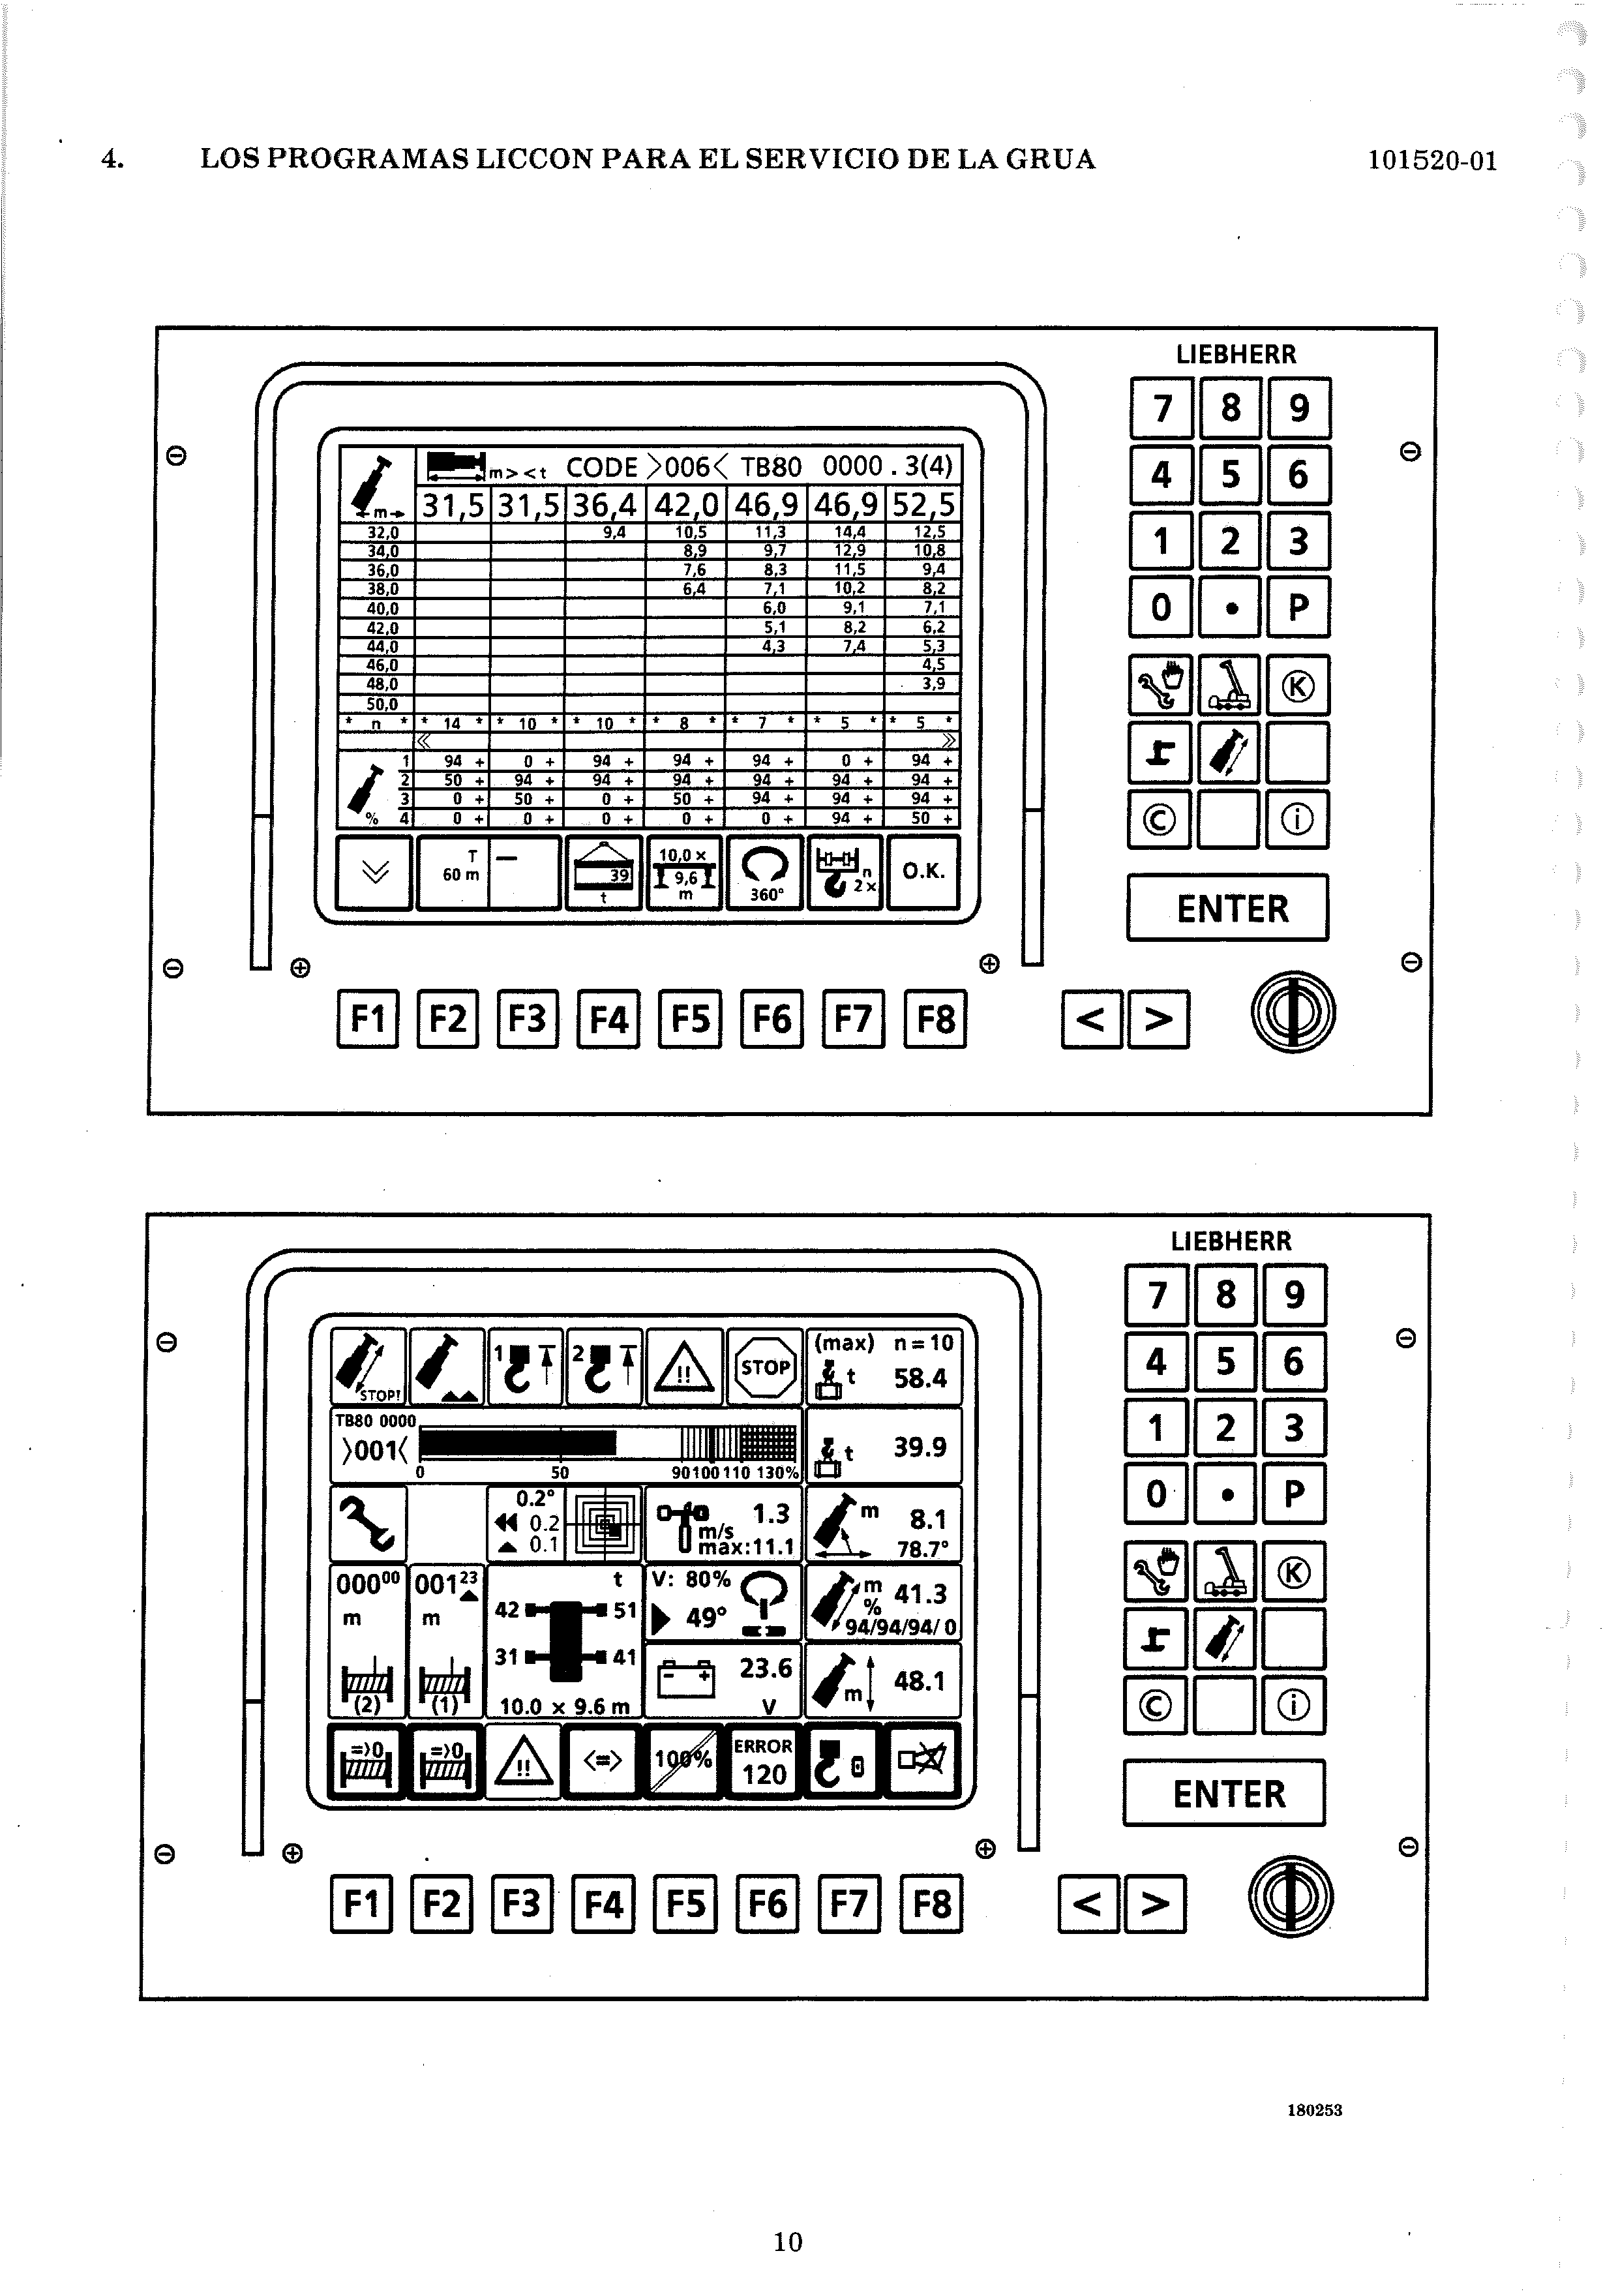 4. LOS PROGRAMAS LICCON PARA EL SERVICIO DE LA GRUA 101520-01
LIEBHERR
7 8 9
4 5 6
1 2 3
0 • P
K
C i
ENTER
m> <t CODE >006< TB80 0000 . 3(4)
←m→ 31,5 31,5 36,4 42,0 46,9 46,9 52,5
32,0 9,4 10,5 11,3 14,4 12,5
34,0 8,9 9,7 12,9 10,8
36,0 7,6 8,3 11,5 9,4
38,0 6,4 7,1 10,2 8,2
40,0 6,0 9,1 7,1
42,0 5,1 8,2 6,2
44,0 4,3 7,4 5,3
46,0 4,5
48,0 3,9
50,0
* n * * 14 * * 10 * * 10 * * 8 * * 7 * * 5 * * 5 *
« »
1 94 + 0 + 94 + 94 + 94 + 0 + 94 +
2 50 + 94 + 94 + 94 + 94 + 94 + 94 +
3 0 + 50 + 0 + 50 + 94 + 94 + 94 +
% 4 0 + 0 + 0 + 0 + 0 + 94 + 50 +
T
60 m
—
39
t
10,0 x
9,6
m
360°
n
2x
O.K.
F1 F2 F3 F4 F5 F6 F7 F8 < >
LIEBHERR
7 8 9
4 5 6
1 2 3
0 • P
K
C i
ENTER
STOP! 1 2 !! STOP
(max) n = 10
t 58.4
TB80 0000
>001<
0 50 90 100 110 130%
t 39.9
0.2°
0.2
0.1
1.3
m/s
max:11.1
m 8.1
78.7°
000⁰⁰
m
(2)
001²³
m
(1)
t
42 51
31 41
10.0 x 9.6 m
V: 80%
49°
m 41.3
%
94/94/94/ 0
23.6
V
m 48.1
=>0 =>0 !! <=> 100%
ERROR
120
F1 F2 F3 F4 F5 F6 F7 F8 < >
180253
10